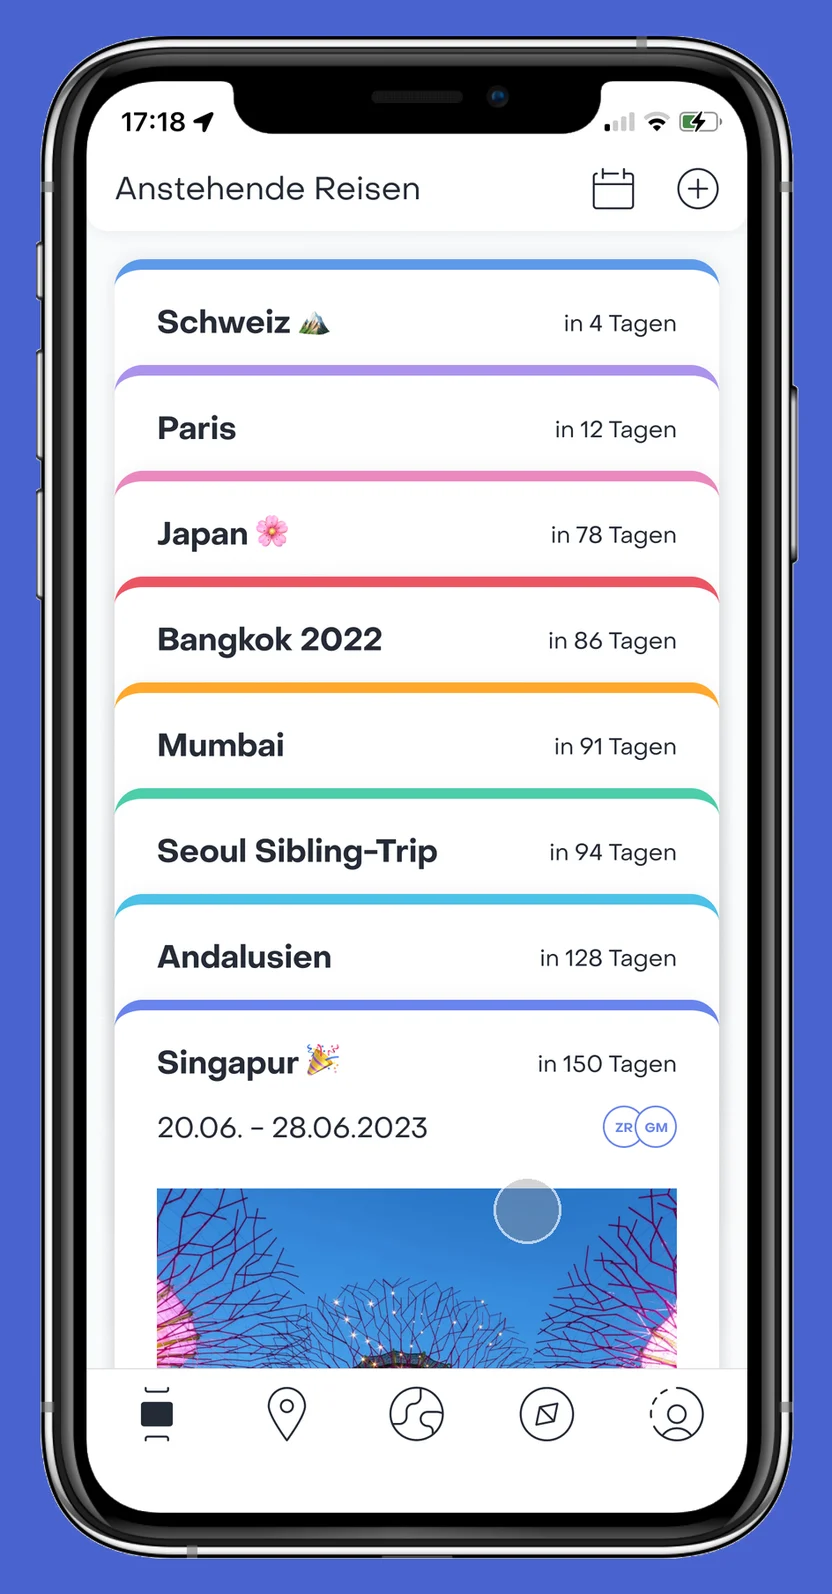 17:18
Anstehende Reisen
Schweiz 🏔️ in 4 Tagen
Paris in 12 Tagen
Japan 🌸 in 78 Tagen
Bangkok 2022 in 86 Tagen
Mumbai in 91 Tagen
Seoul Sibling-Trip in 94 Tagen
Andalusien in 128 Tagen
Singapur 🎉 in 150 Tagen
20.06. – 28.06.2023 ZR GM